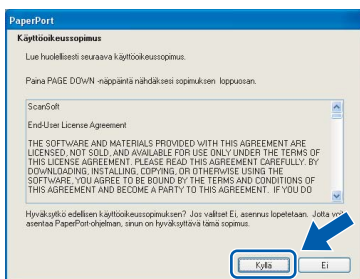 PaperPort
Käyttöoikeussopimus
Lue huolellisesti seuraava käyttöoikeussopimus.
Paina PAGE DOWN -näppäintä nähdäksesi sopimuksen loppuosan.
ScanSoft
End-User License Agreement
THE SOFTWARE AND MATERIALS PROVIDED WITH THIS AGREEMENT ARE
LICENSED, NOT SOLD, AND AVAILABLE FOR USE ONLY UNDER THE TERMS OF
THIS LICENSE AGREEMENT. PLEASE READ THIS AGREEMENT CAREFULLY. BY
DOWNLOADING, INSTALLING, COPYING, OR OTHERWISE USING THE
SOFTWARE, YOU AGREE TO BE BOUND BY THE TERMS AND CONDITIONS OF
THIS AGREEMENT AND BECOME A PARTY TO THIS AGREEMENT. IF YOU DO
Hyväksytkö edellisen käyttöoikeussopimuksen? Jos valitset Ei, asennus lopetetaan. Jotta
asentaa PaperPort-ohjelman, sinun on hyväksyttävä tämä sopimus.
Kyllä
Ei